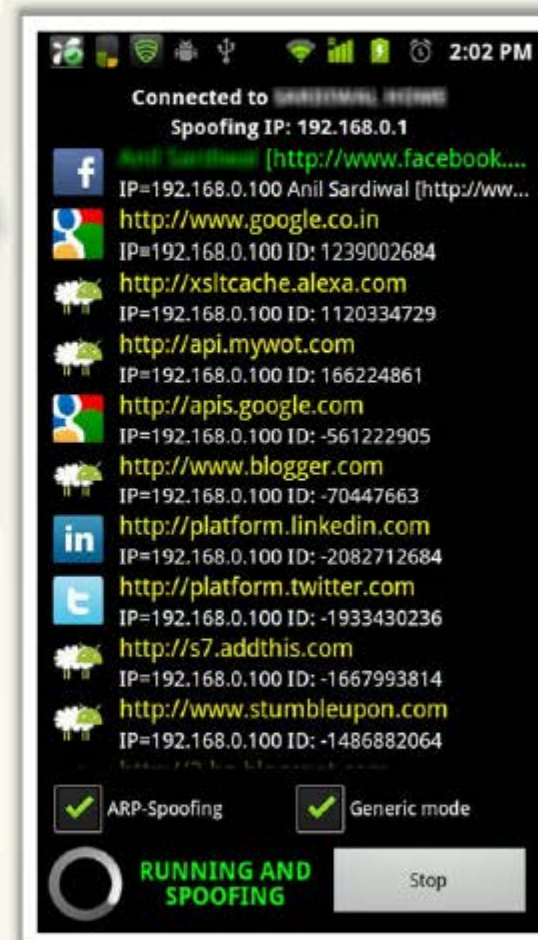 2:02 PM
Connected to
Spoofing IP: 192.168.0.1
[http://www.facebook....
IP=192.168.0.100 Anil Sardiwal [http://ww...
http://www.google.co.in
IP=192.168.0.100 ID: 1239002684
http://xsltcache.alexa.com
IP=192.168.0.100 ID: 1120334729
http://api.mywot.com
IP=192.168.0.100 ID: 166224861
http://apis.google.com
IP=192.168.0.100 ID: -561222905
http://www.blogger.com
IP=192.168.0.100 ID: -70447663
http://platform.linkedin.com
IP=192.168.0.100 ID: -2082712684
http://platform.twitter.com
IP=192.168.0.100 ID: -1933430236
http://s7.addthis.com
IP=192.168.0.100 ID: -1667993814
http://www.stumbleupon.com
IP=192.168.0.100 ID: -1486882064
ARP-Spoofing
Generic mode
RUNNING AND
SPOOFING
Stop